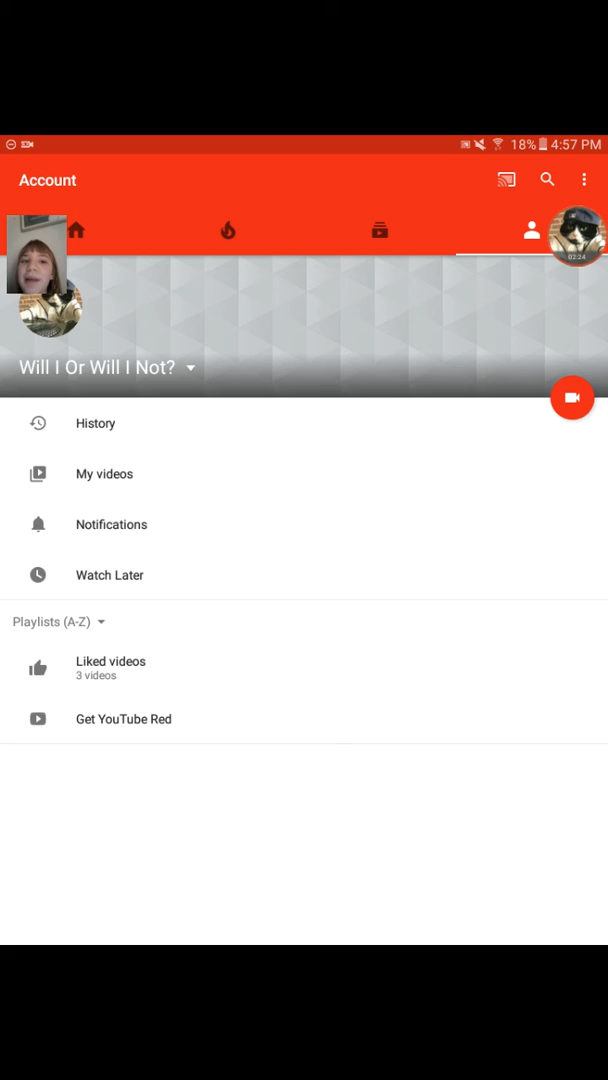 18% 4:57 PM
Account
02:24
Will I Or Will I Not?
History
My videos
Notifications
Watch Later
Playlists (A-Z)
Liked videos
3 videos
Get YouTube Red